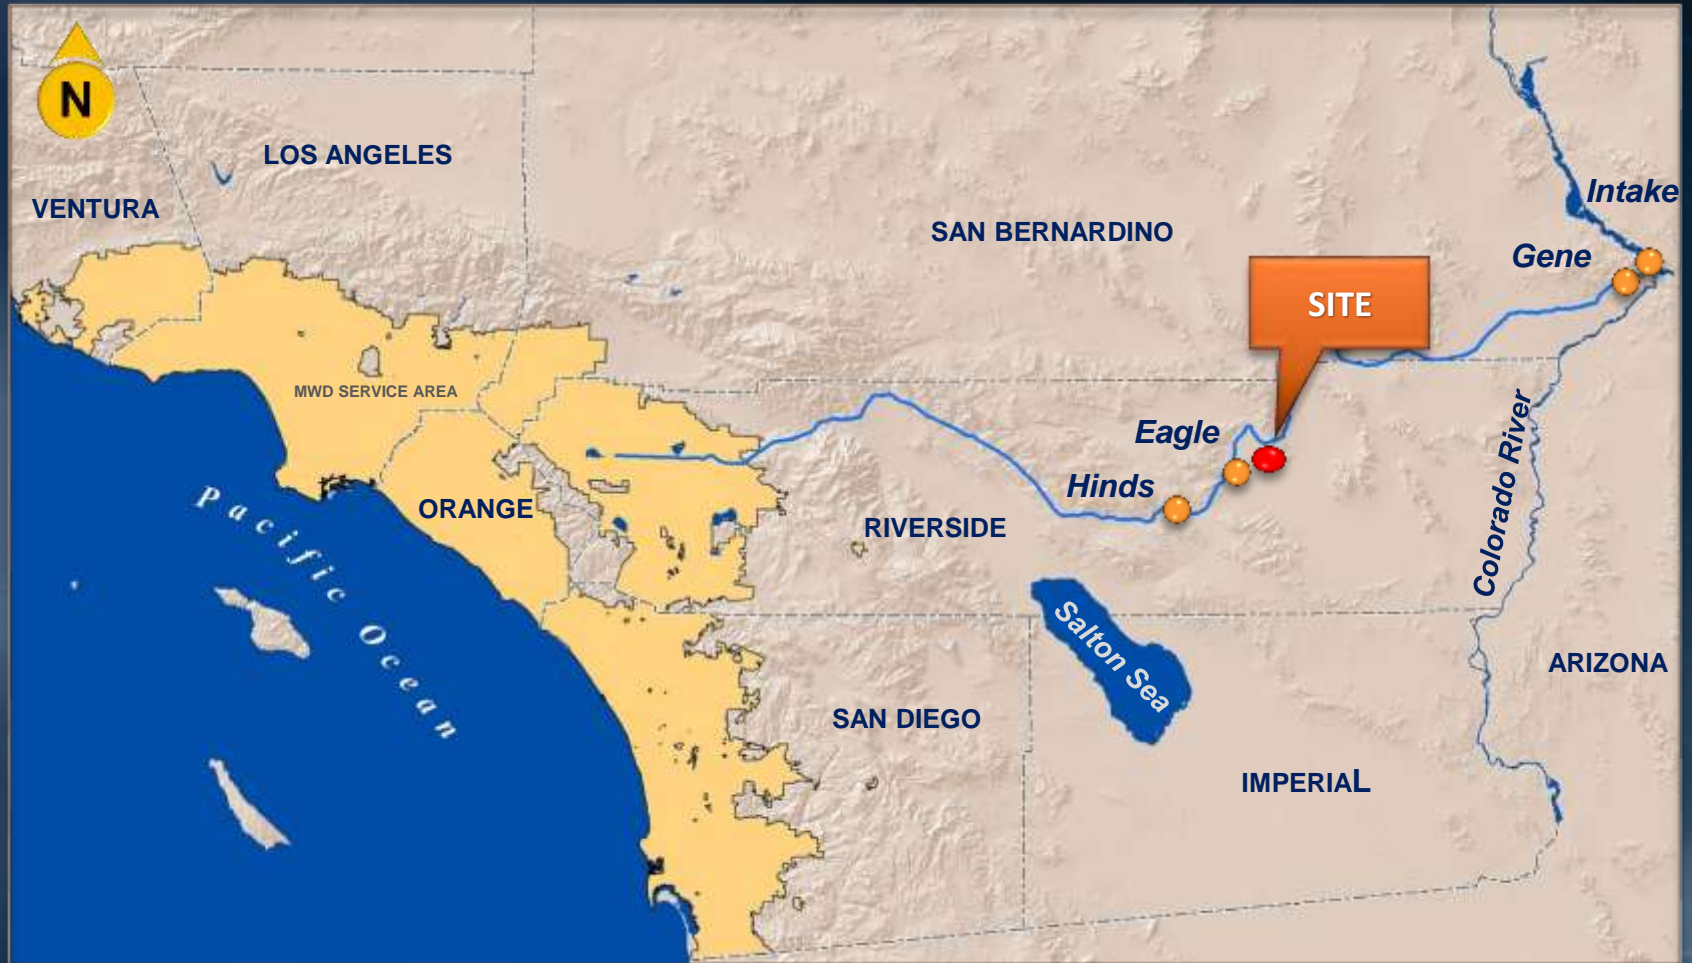 N
LOS ANGELES
VENTURA
SAN BERNARDINO
Intake
Gene
SITE
MWD SERVICE AREA
Eagle
Hinds
ORANGE
RIVERSIDE
Colorado River
Pacific Ocean
Salton Sea
ARIZONA
SAN DIEGO
IMPERIAL